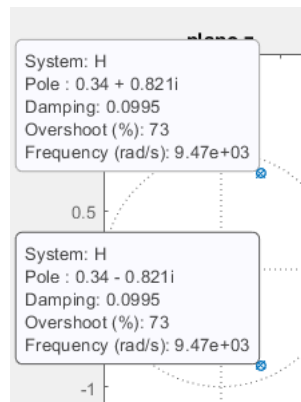 System: H
Pole : 0.34 + 0.821i
Damping: 0.0995
Overshoot (%): 73
Frequency (rad/s): 9.47e+03
0.5
System: H
Pole : 0.34 - 0.821i
Damping: 0.0995
Overshoot (%): 73
Frequency (rad/s): 9.47e+03
-1